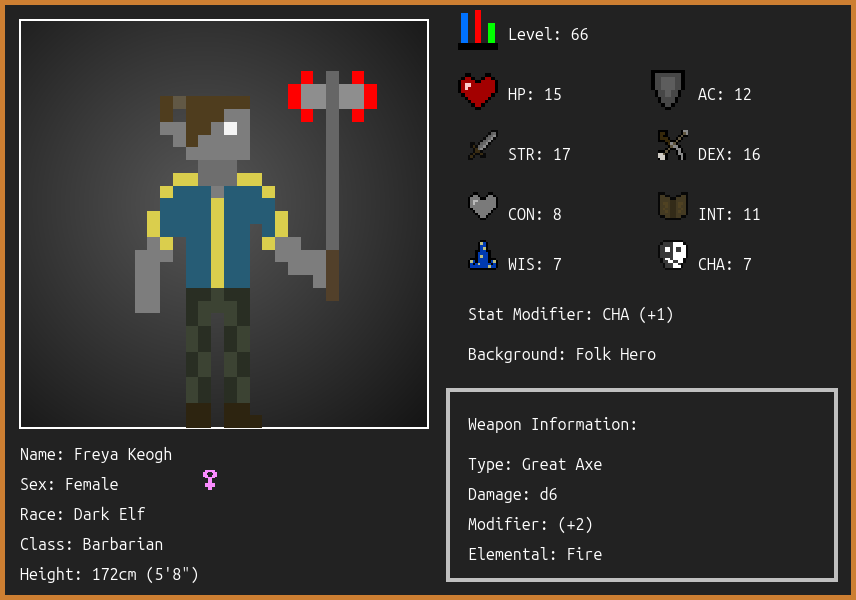 Level: 66
HP: 15
AC: 12
STR: 17
DEX: 16
CON: 8
INT: 11
WIS: 7
CHA: 7
Stat Modifier: CHA (+1)
Background: Folk Hero
Weapon Information:
Type: Great Axe
Damage: d6
Modifier: (+2)
Elemental: Fire
Name: Freya Keogh
Sex: Female
Race: Dark Elf
Class: Barbarian
Height: 172cm (5'8")